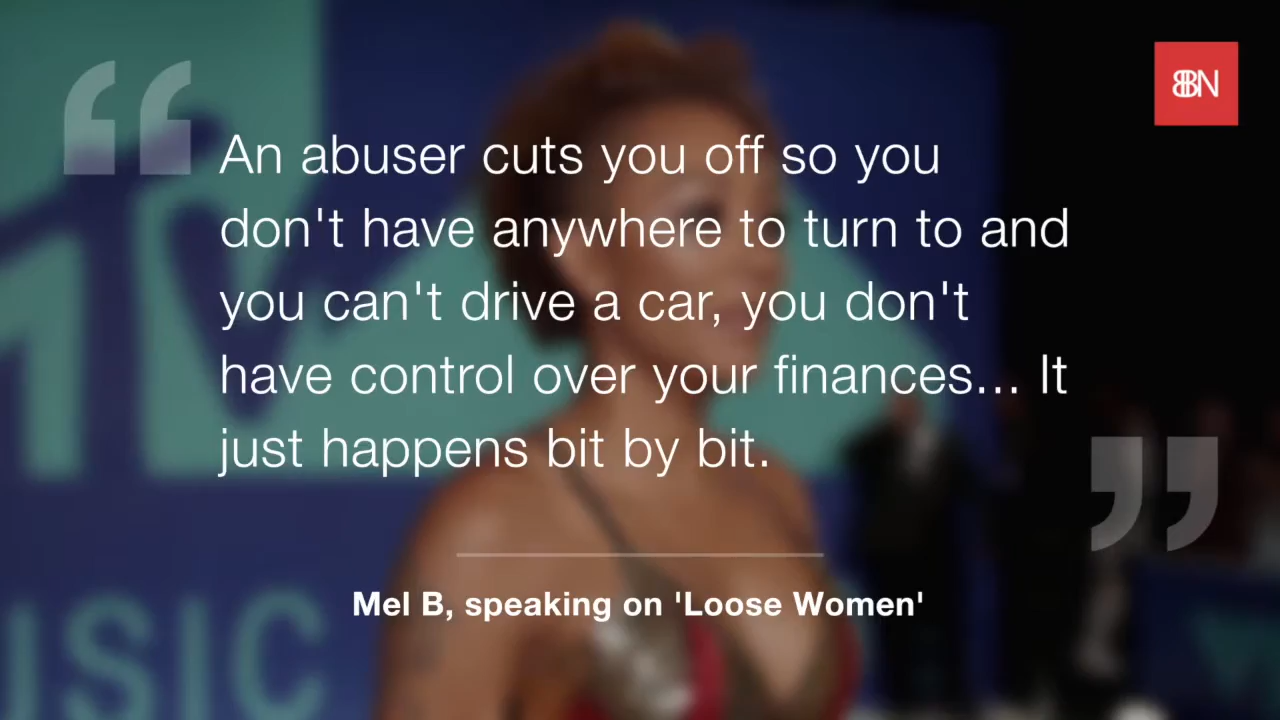 BBN
“
An abuser cuts you off so you
don't have anywhere to turn to and
you can't drive a car, you don't
have control over your finances... It
just happens bit by bit.
”
Mel B, speaking on 'Loose Women'
USIC